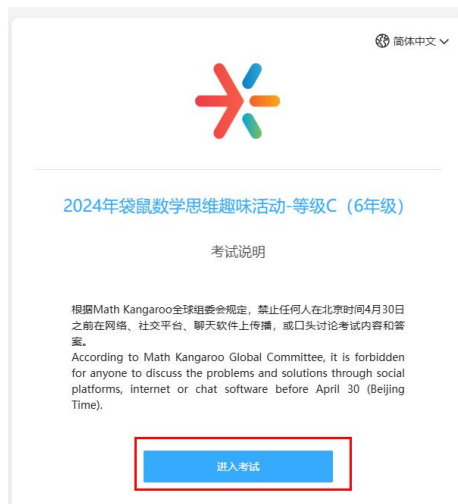 简体中文
2024年袋鼠数学思维趣味活动-等级C（6年级）
考试说明
根据Math Kangaroo全球组委会规定，禁止任何人在北京时间4月30日
之前在网络、社交平台、聊天软件上传播，或口头讨论考试内容和答
案。
According to Math Kangaroo Global Committee, it is forbidden
for anyone to discuss the problems and solutions through social
platforms, internet or chat software before April 30 (Beijing
Time).
进入考试